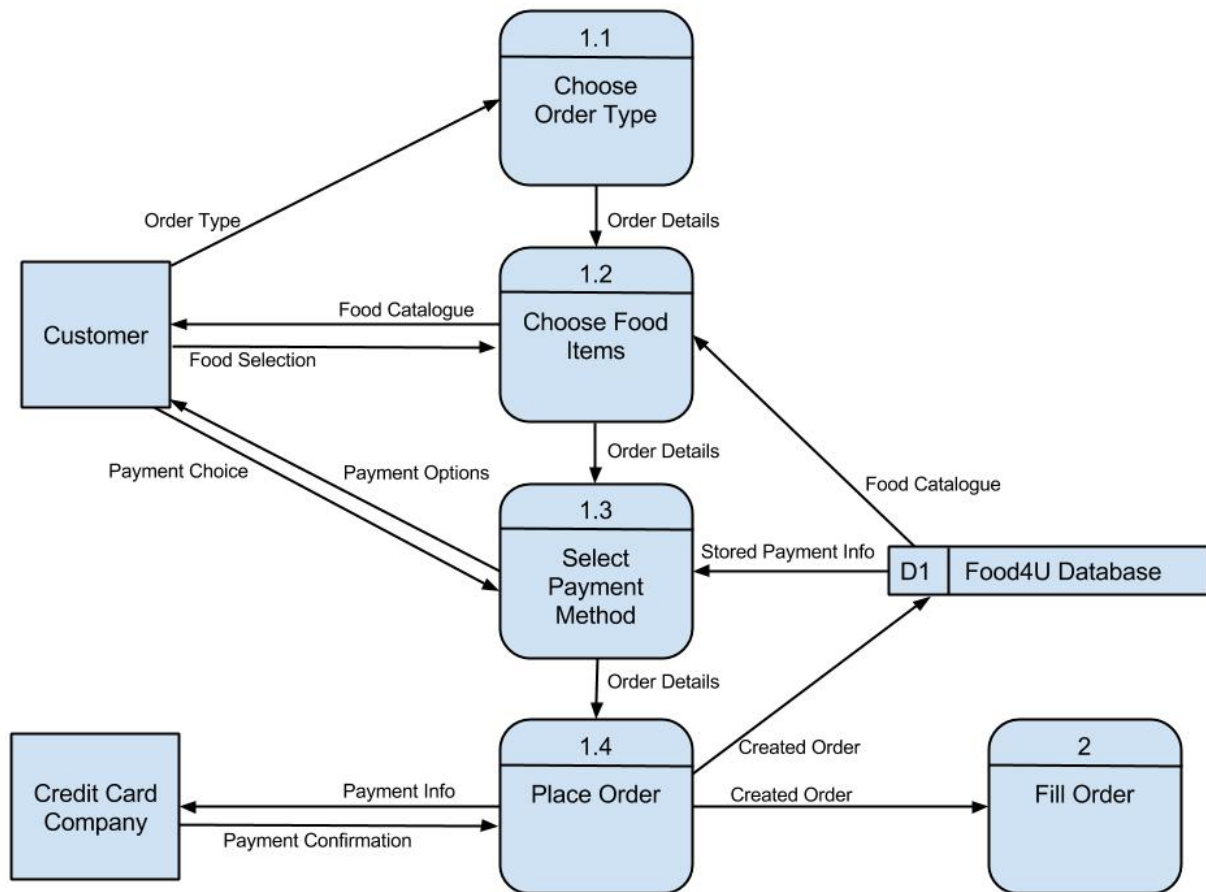 1.1
Choose
Order Type
Order Type
Order Details
1.2
Choose Food
Items
Food Catalogue
Customer
Food Selection
Order Details
Payment Choice
Payment Options
Food Catalogue
1.3
Select
Payment
Method
Stored Payment Info
D1
Food4U Database
Order Details
1.4
Place Order
Created Order
2
Fill Order
Credit Card
Company
Payment Info
Created Order
Payment Confirmation